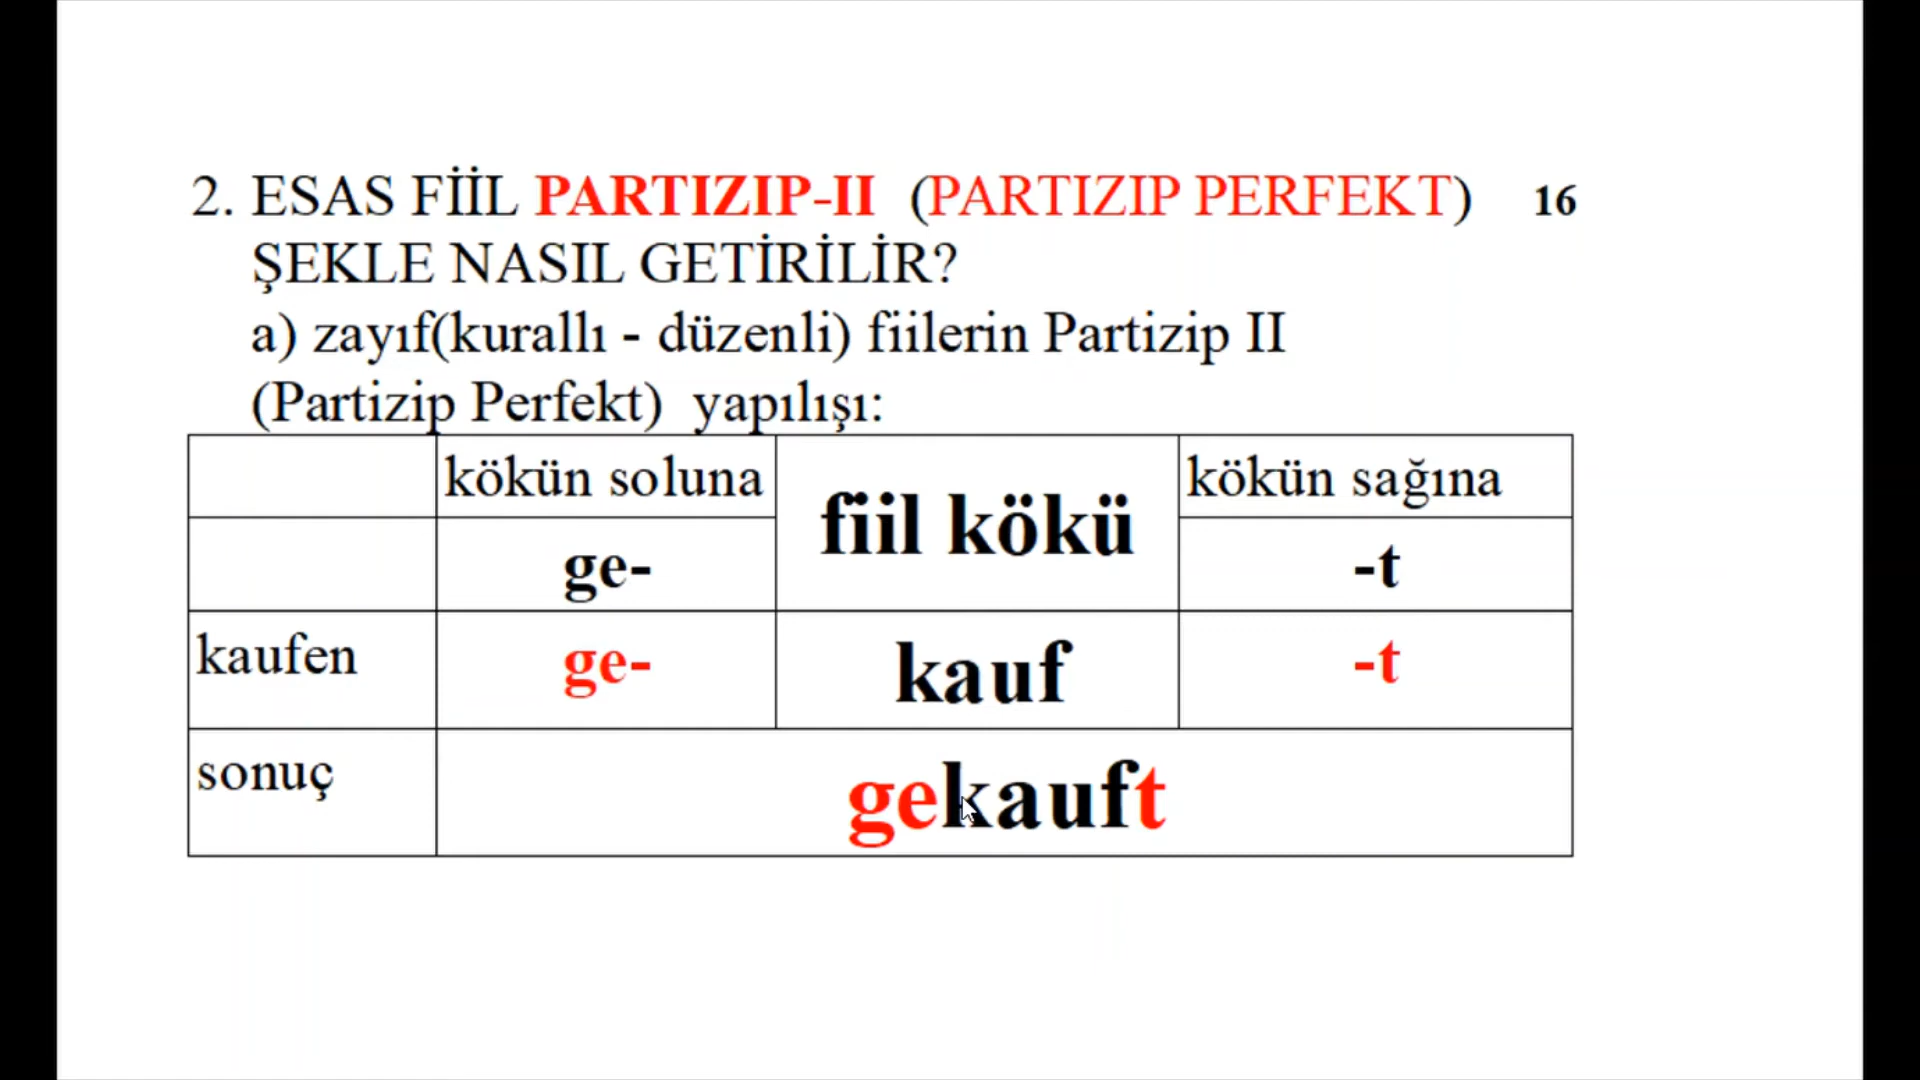 2. ESAS FİİL PARTIZIP-II (PARTIZIP PERFEKT) 16
ŞEKLE NASIL GETİRİLİR?
a) zayıf(kurallı - düzenli) fiilerin Partizip II
(Partizip Perfekt) yapılışı:
kökün soluna fiil kökü kökün sağına
ge- -t
kaufen ge- kauf -t
sonuç gekauft